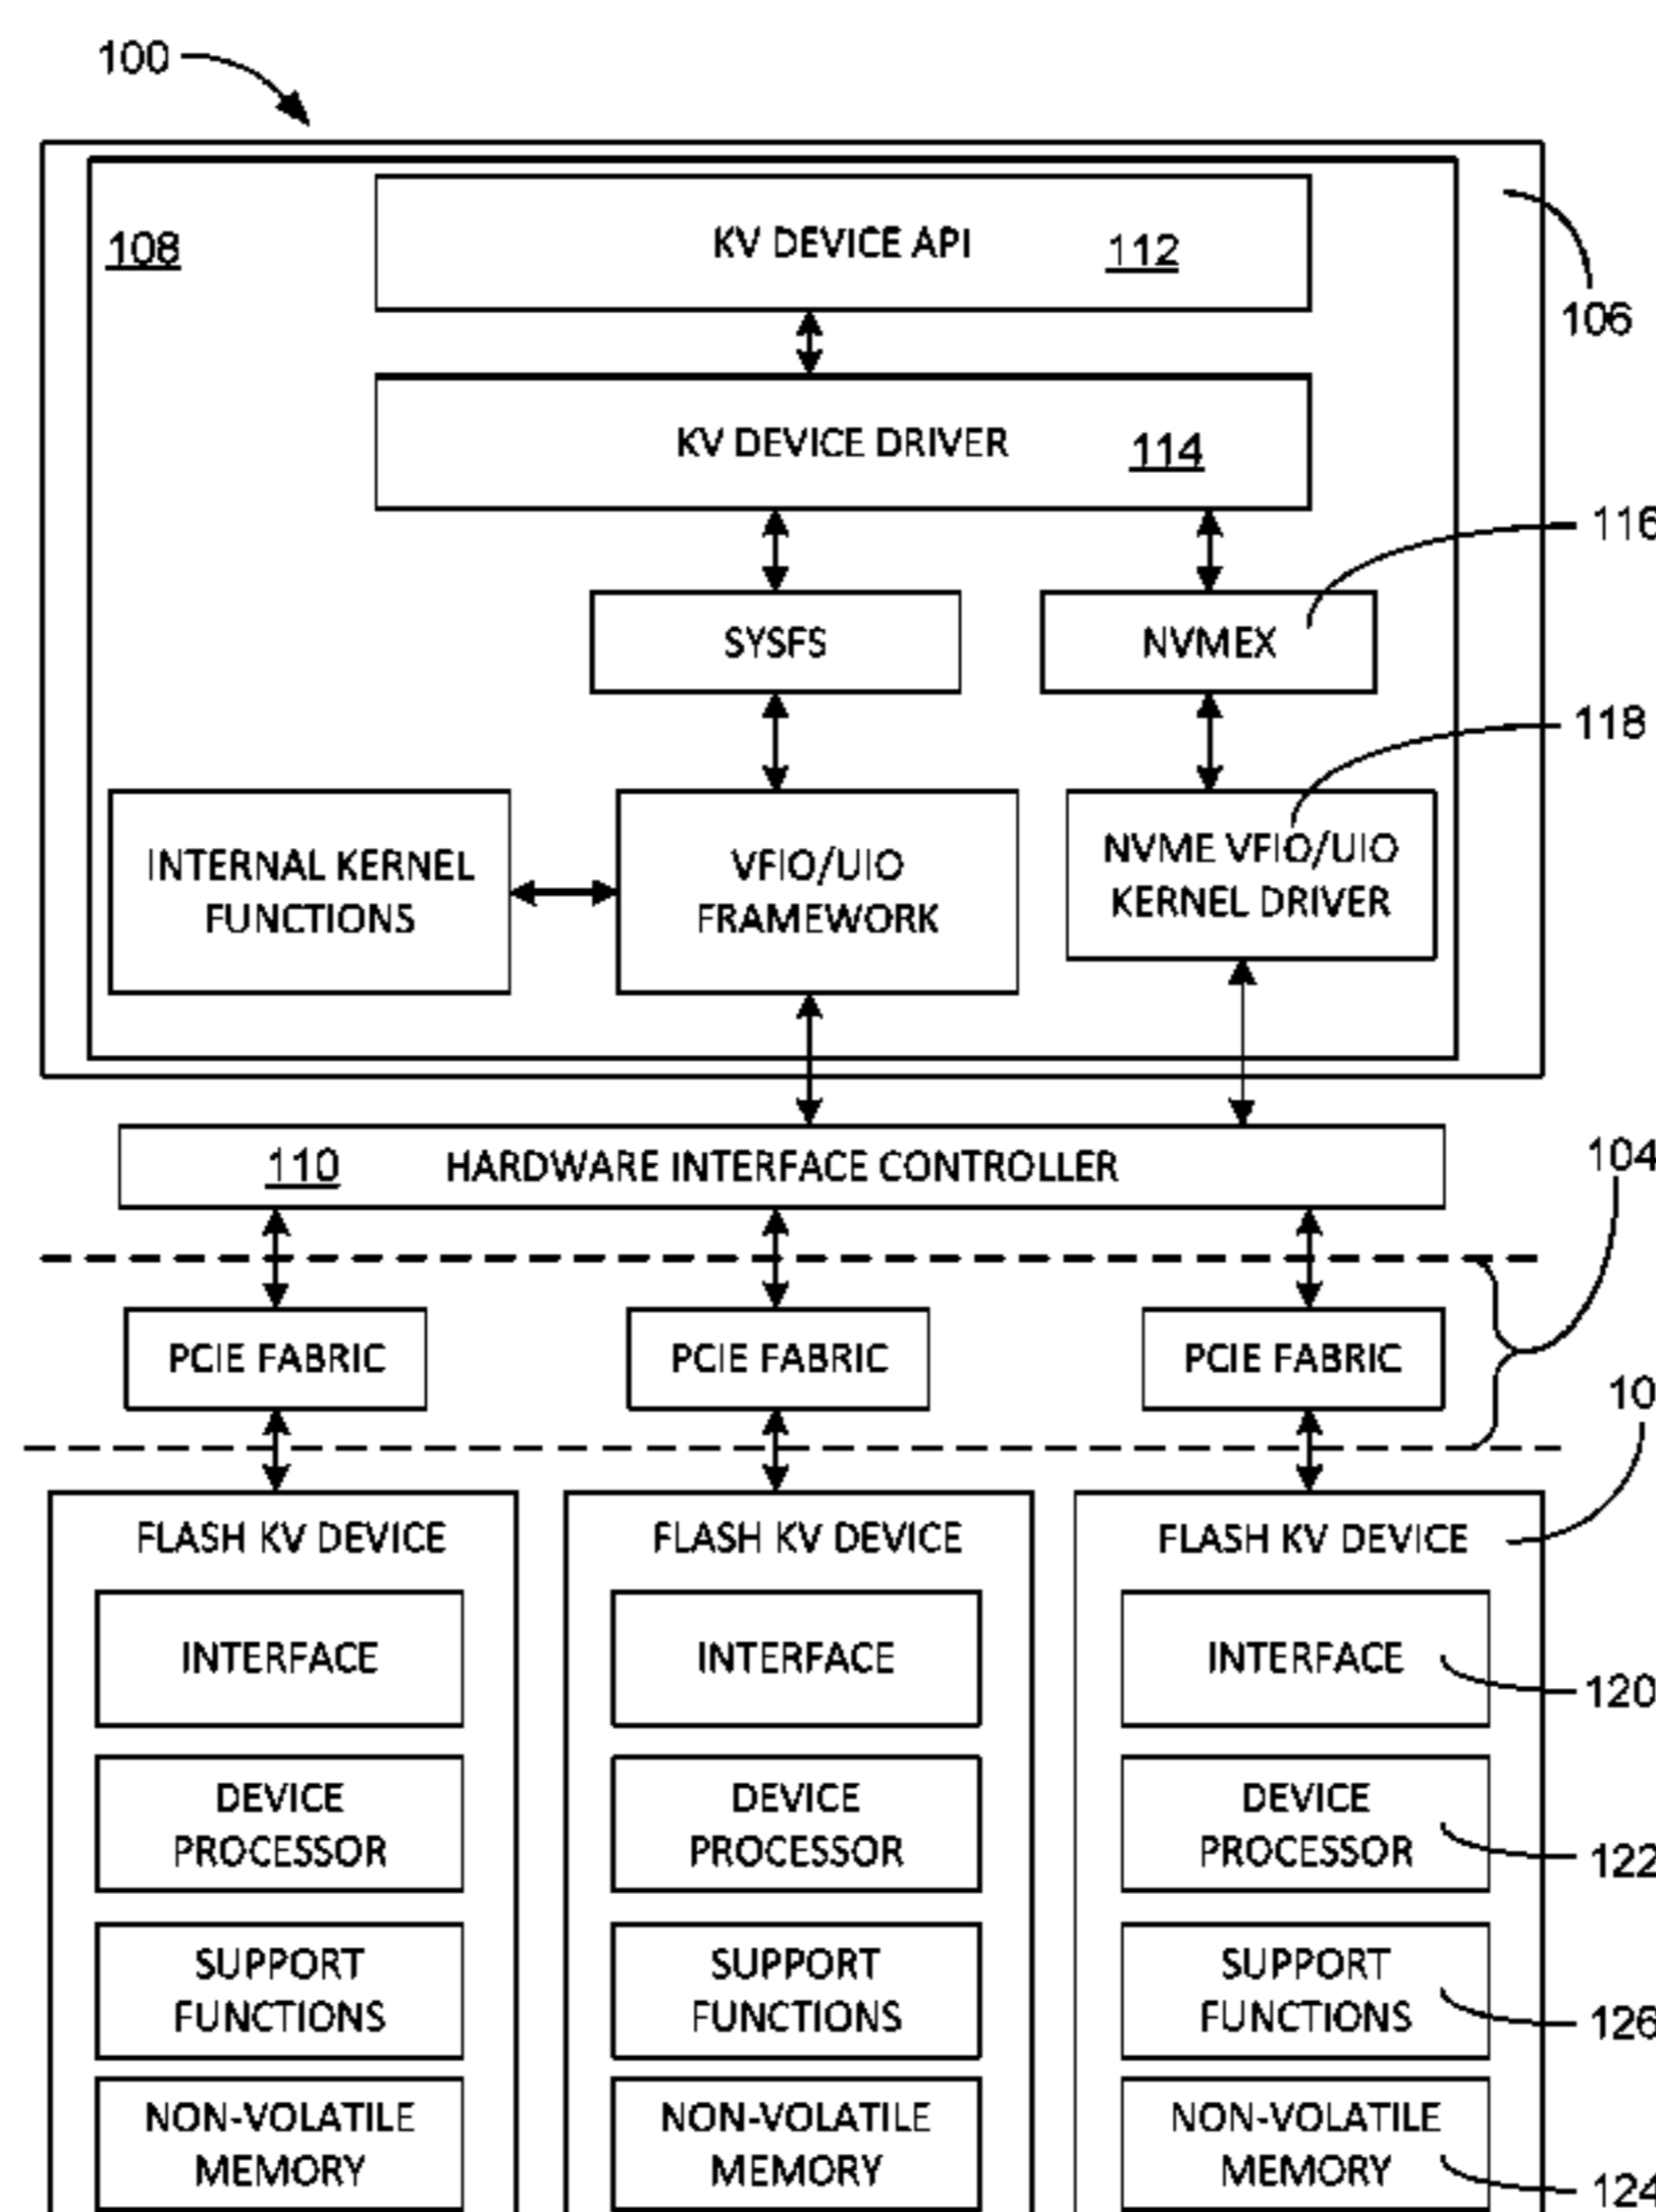 100
108
KV DEVICE API 112
106
KV DEVICE DRIVER 114
116
SYSFS
NVMEX
118
INTERNAL KERNEL
FUNCTIONS
VFIO/UIO
FRAMEWORK
NVME VFIO/UIO
KERNEL DRIVER
110 HARDWARE INTERFACE CONTROLLER
104
PCIE FABRIC
PCIE FABRIC
PCIE FABRIC
10
FLASH KV DEVICE
FLASH KV DEVICE
FLASH KV DEVICE
INTERFACE
INTERFACE
INTERFACE
120
DEVICE
PROCESSOR
DEVICE
PROCESSOR
DEVICE
PROCESSOR
122
SUPPORT
FUNCTIONS
SUPPORT
FUNCTIONS
SUPPORT
FUNCTIONS
126
NON-VOLATILE
MEMORY
NON-VOLATILE
MEMORY
NON-VOLATILE
MEMORY
124